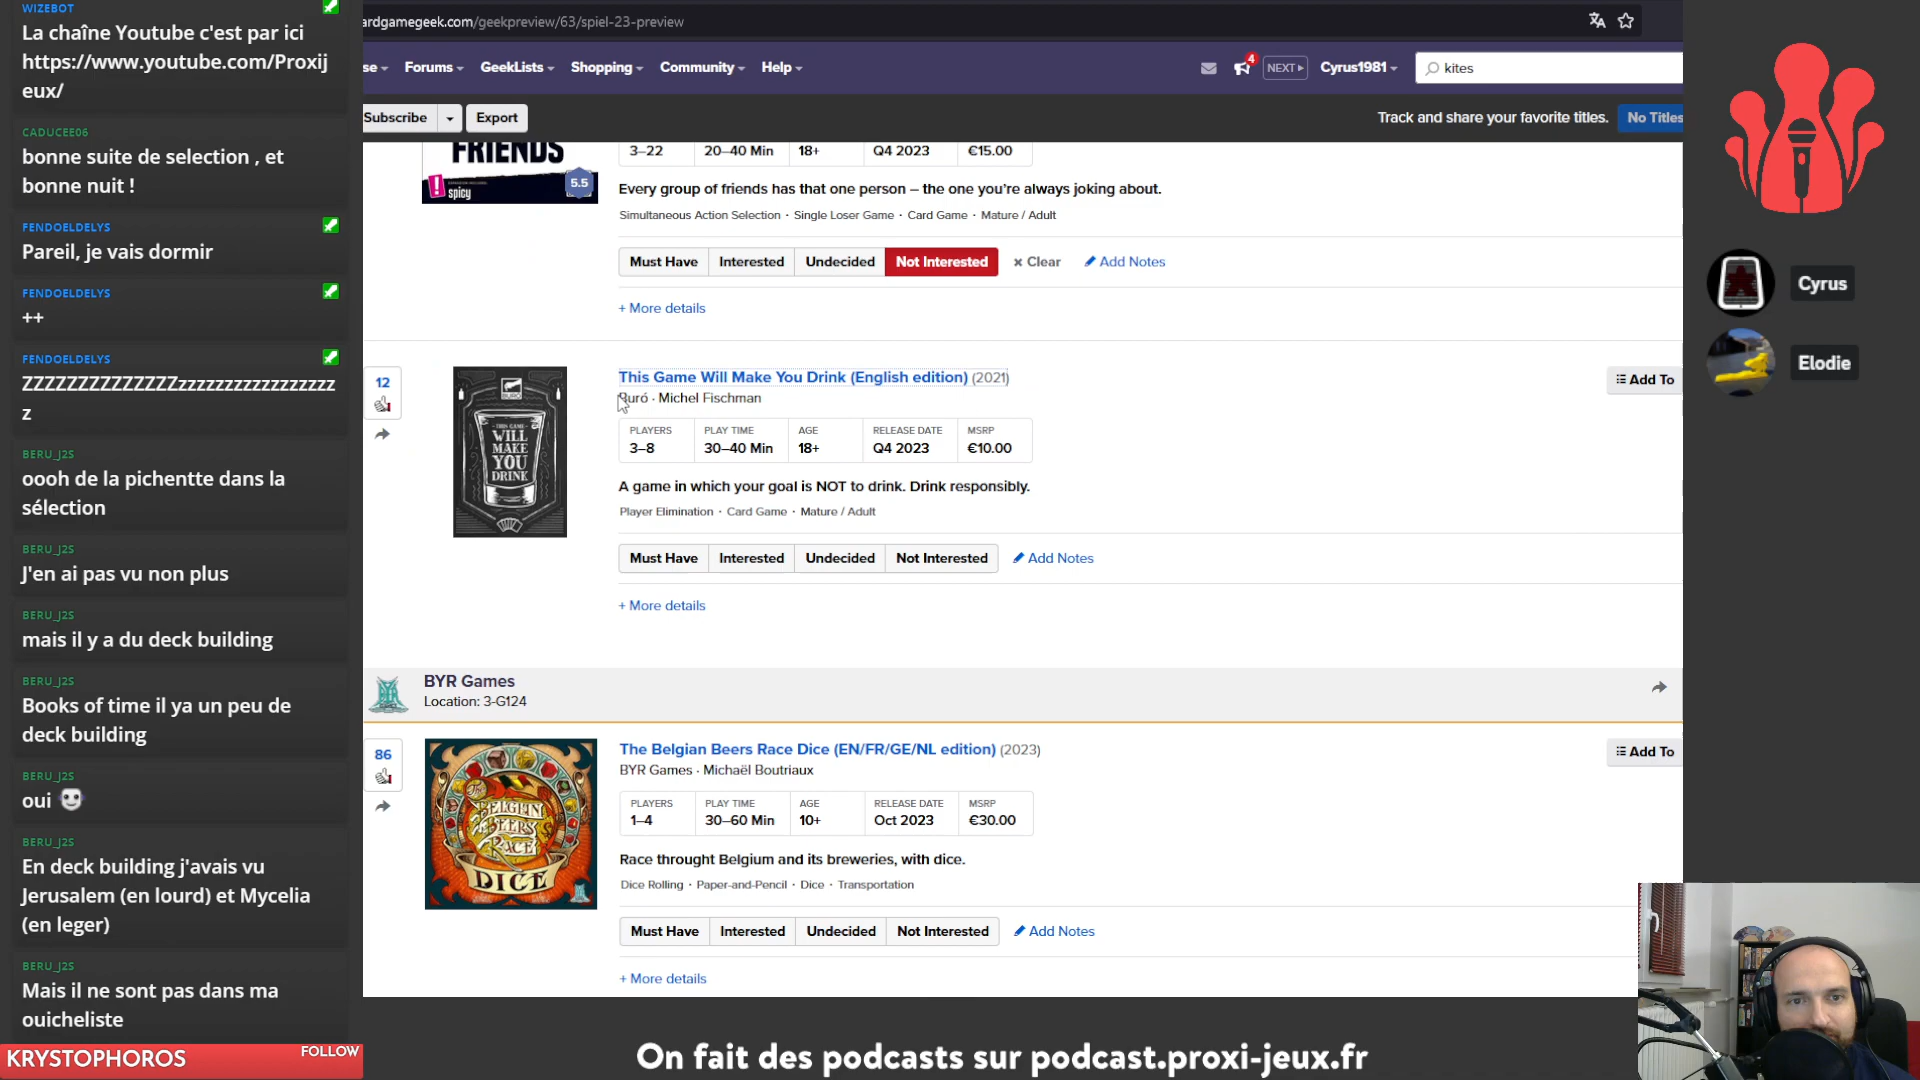 WIZEBOT
La chaîne Youtube c'est par ici
https://www.youtube.com/Proxij
eux/
CADUCEE06
bonne suite de selection , et
bonne nuit !
FENDOELDELYS
Pareil, je vais dormir
FENDOELDELYS
++
FENDOELDELYS
ZZZZZZZZZZZZZZzzzzzzzzzzzzzzzzz
z
BERU_J2S
oooh de la pichentte dans la
sélection
BERU_J2S
J'en ai pas vu non plus
BERU_J2S
mais il y a du deck building
BERU_J2S
Books of time il ya un peu de
deck building
BERU_J2S
oui
BERU_J2S
En deck building j'avais vu
Jerusalem (en lourd) et Mycelia
(en leger)
BERU_J2S
Mais il ne sont pas dans ma
ouicheliste
KRYSTOPHOROS
FOLLOW
ardgamegeek.com/geekpreview/63/spiel-23-preview
se Forums GeekLists Shopping Community Help
4
NEXT
Cyrus1981
kites
Subscribe
Export
Track and share your favorite titles.
No Titles
FRIENDS
spicy
5.5
3–22 20–40 Min 18+ Q4 2023 €15.00
Every group of friends has that one person – the one you're always joking about.
Simultaneous Action Selection · Single Loser Game · Card Game · Mature / Adult
Must Have Interested Undecided Not Interested × Clear Add Notes
+ More details
12
THIS GAME
WILL
MAKE
YOU
DRINK
This Game Will Make You Drink (English edition) (2021)
Add To
Buró · Michel Fischman
PLAYERS PLAY TIME AGE RELEASE DATE MSRP
3–8 30–40 Min 18+ Q4 2023 €10.00
A game in which your goal is NOT to drink. Drink responsibly.
Player Elimination · Card Game · Mature / Adult
Must Have Interested Undecided Not Interested Add Notes
+ More details
BYR Games
Location: 3-G124
86
The
BELGIAN
BEERS
RACE
DICE
The Belgian Beers Race Dice (EN/FR/GE/NL edition) (2023)
Add To
BYR Games · Michaël Boutriaux
PLAYERS PLAY TIME AGE RELEASE DATE MSRP
1–4 30–60 Min 10+ Oct 2023 €30.00
Race throught Belgium and its breweries, with dice.
Dice Rolling · Paper-and-Pencil · Dice · Transportation
Must Have Interested Undecided Not Interested Add Notes
+ More details
Cyrus
Elodie
On fait des podcasts sur podcast.proxi-jeux.fr